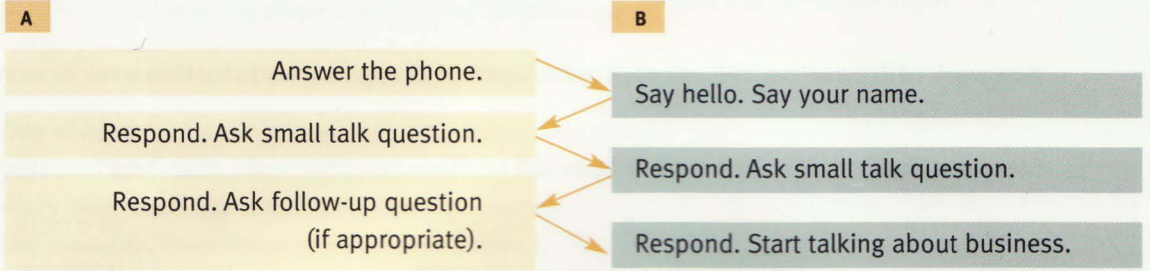 A
B
Answer the phone.
Say hello. Say your name.
Respond. Ask small talk question.
Respond. Ask small talk question.
Respond. Ask follow-up question
(if appropriate).
Respond. Start talking about business.